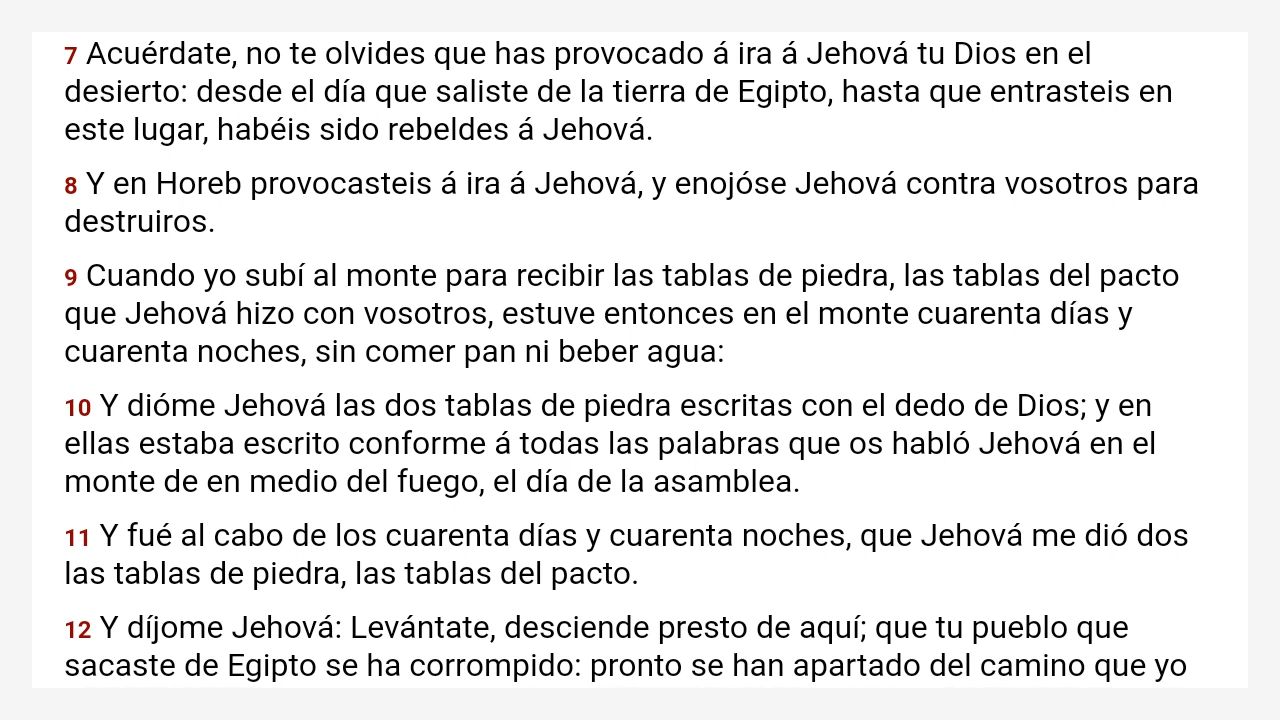 7 Acuérdate, no te olvides que has provocado á ira á Jehová tu Dios en el
desierto: desde el día que saliste de la tierra de Egipto, hasta que entrasteis en
este lugar, habéis sido rebeldes á Jehová.
8 Y en Horeb provocasteis á ira á Jehová, y enojóse Jehová contra vosotros para
destruiros.
9 Cuando yo subí al monte para recibir las tablas de piedra, las tablas del pacto
que Jehová hizo con vosotros, estuve entonces en el monte cuarenta días y
cuarenta noches, sin comer pan ni beber agua:
10 Y dióme Jehová las dos tablas de piedra escritas con el dedo de Dios; y en
ellas estaba escrito conforme á todas las palabras que os habló Jehová en el
monte de en medio del fuego, el día de la asamblea.
11 Y fué al cabo de los cuarenta días y cuarenta noches, que Jehová me dió dos
las tablas de piedra, las tablas del pacto.
12 Y díjome Jehová: Levántate, desciende presto de aquí; que tu pueblo que
sacaste de Egipto se ha corrompido: pronto se han apartado del camino que yo